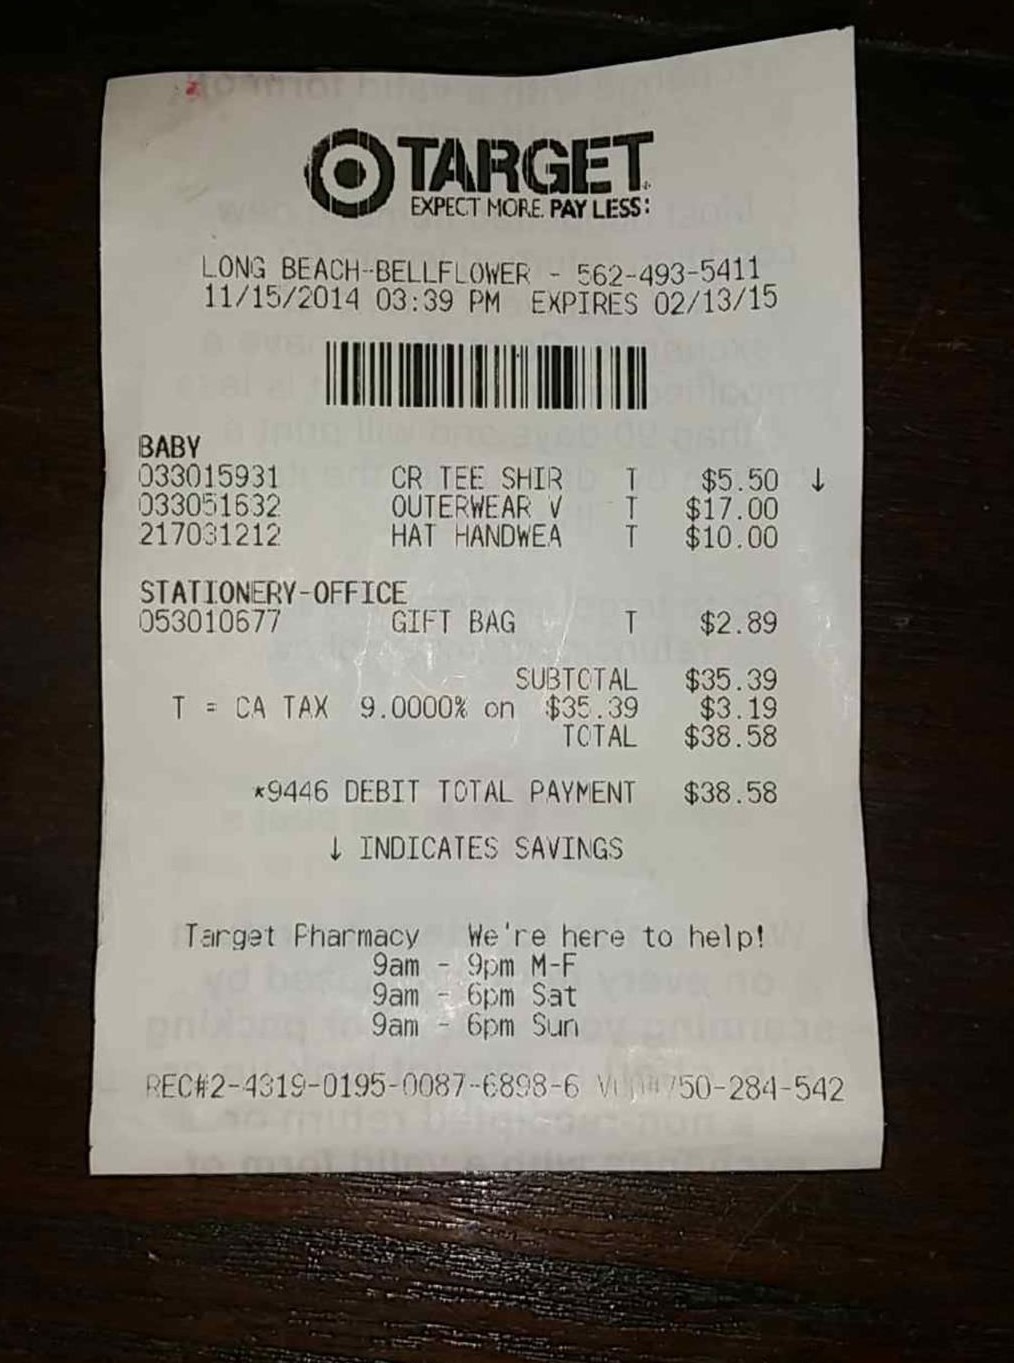 TARGET
EXPECT MORE. PAY LESS.
LONG BEACH-BELLFLOWER - 562-493-5411
11/15/2014 03:39 PM EXPIRES 02/13/15
BABY
033015931 CR TEE SHIR T $5.50 ↓
033051632 OUTERWEAR V T $17.00
217031212 HAT HANDWEA T $10.00
STATIONERY-OFFICE
053010677 GIFT BAG T $2.89
SUBTOTAL $35.39
T = CA TAX 9.0000% on $35.39 $3.19
TOTAL $38.58
*9446 DEBIT TOTAL PAYMENT $38.58
↓ INDICATES SAVINGS
Target Pharmacy We're here to help!
9am - 9pm M-F
9am - 6pm Sat
9am - 6pm Sun
REC#2-4319-0195-0087-6898-6 750-284-542